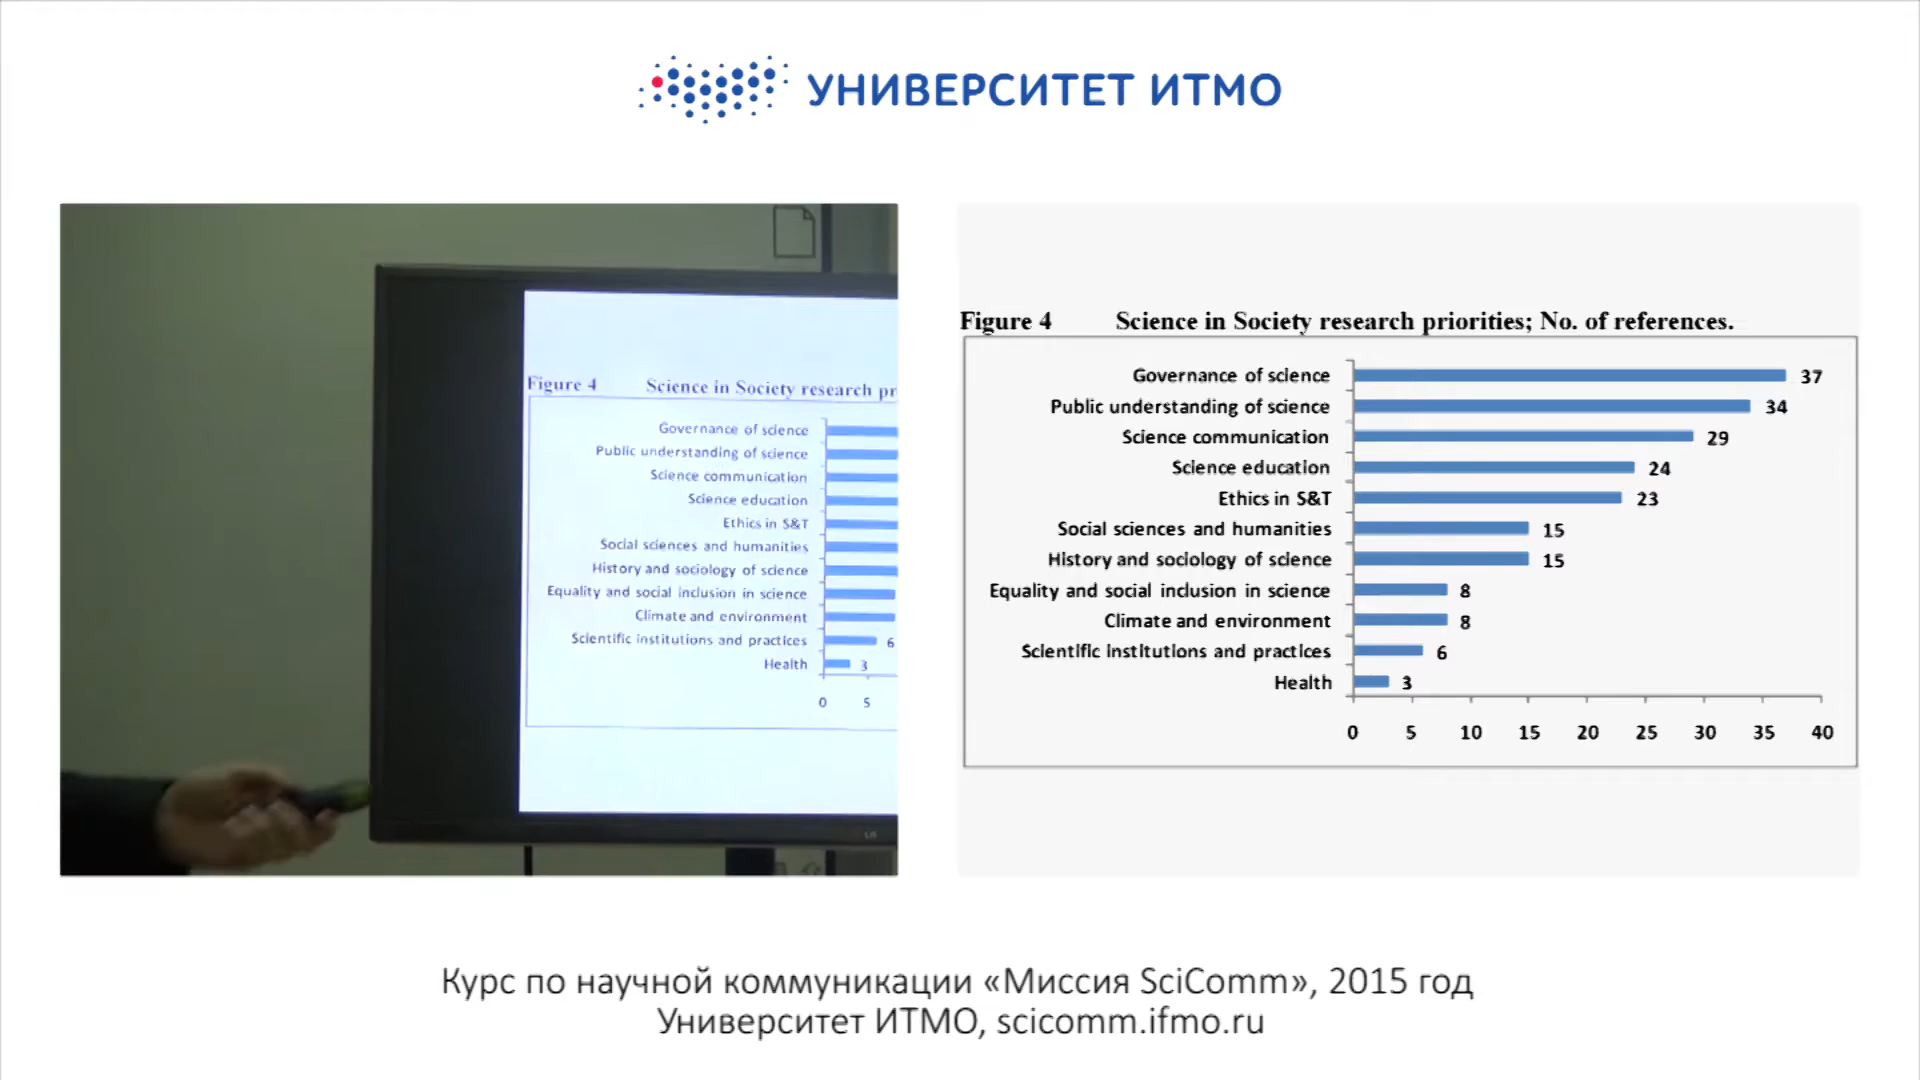 УНИВЕРСИТЕТ ИТМО
Figure 4 Science in Society research pr
Governance of science
Public understanding of science
Science communication
Science education
Ethics in S&T
Social sciences and humanities
History and sociology of science
Equality and social inclusion in science
Climate and environment
Scientific institutions and practices 6
Health 3
0 5
LG
Figure 4 Science in Society research priorities; No. of references.
Governance of science 37
Public understanding of science 34
Science communication 29
Science education 24
Ethics in S&T 23
Social sciences and humanities 15
History and sociology of science 15
Equality and social inclusion in science 8
Climate and environment 8
Scientific institutions and practices 6
Health 3
0 5 10 15 20 25 30 35 40
Курс по научной коммуникации «Миссия SciComm», 2015 год
Университет ИТМО, scicomm.ifmo.ru